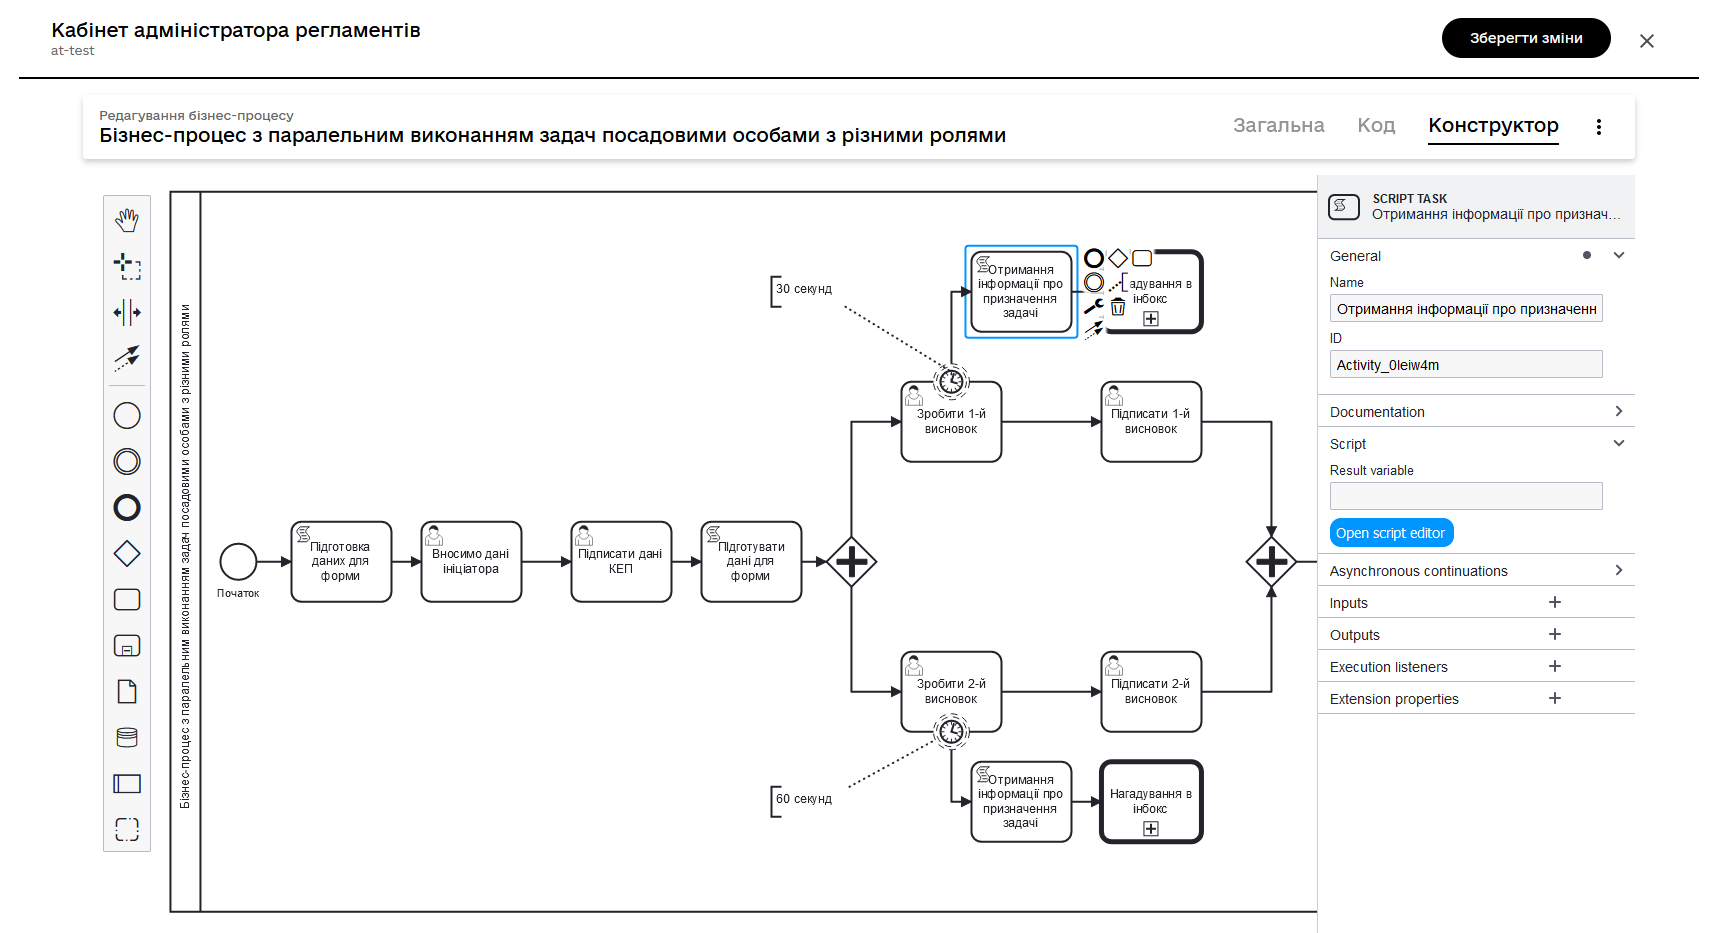 Кабінет адміністратора регламентів
at-test
Зберегти зміни
Редагування бізнес-процесу
Бізнес-процес з паралельним виконанням задач посадовими особами з різними ролями
Загальна
Код
Конструктор
Бізнес-процес з паралельним виконанням задач посадовими особами з різними ролями
30 секунд
Отримання
інформації про
призначення
задачі
адування в
інбокс
Зробити 1-й
висновок
Підписати 1-й
висновок
Початок
Підготовка
даних для
форми
Вносимо дані
ініціатора
Підписати дані
КЕП
Підготувати
дані для
форми
Зробити 2-й
висновок
Підписати 2-й
висновок
60 секунд
Отримання
інформації про
призначення
задачі
Нагадування в
інбокс
SCRIPT TASK
Отримання інформації про признач...
General
Name
Отримання інформації про призначенн
ID
Activity_0leiw4m
Documentation
Script
Result variable
Open script editor
Asynchronous continuations
Inputs
Outputs
Execution listeners
Extension properties